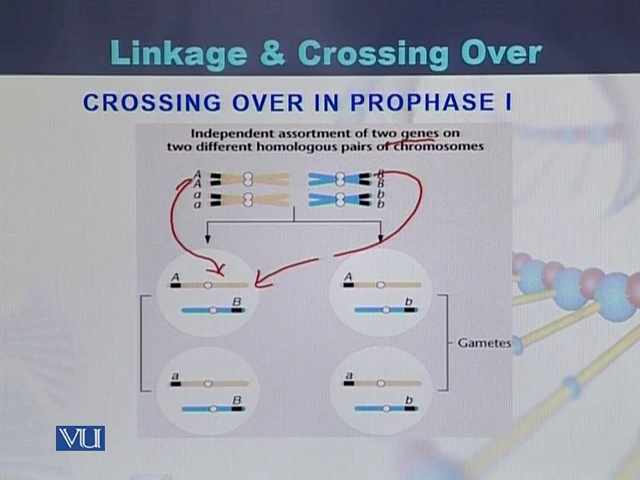 Linkage & Crossing Over
CROSSING OVER IN PROPHASE I
Independent assortment of two genes on
two different homologous pairs of chromosomes
A B
A B
a b
a b
A A
B b
Gametes
a a
B b
VU